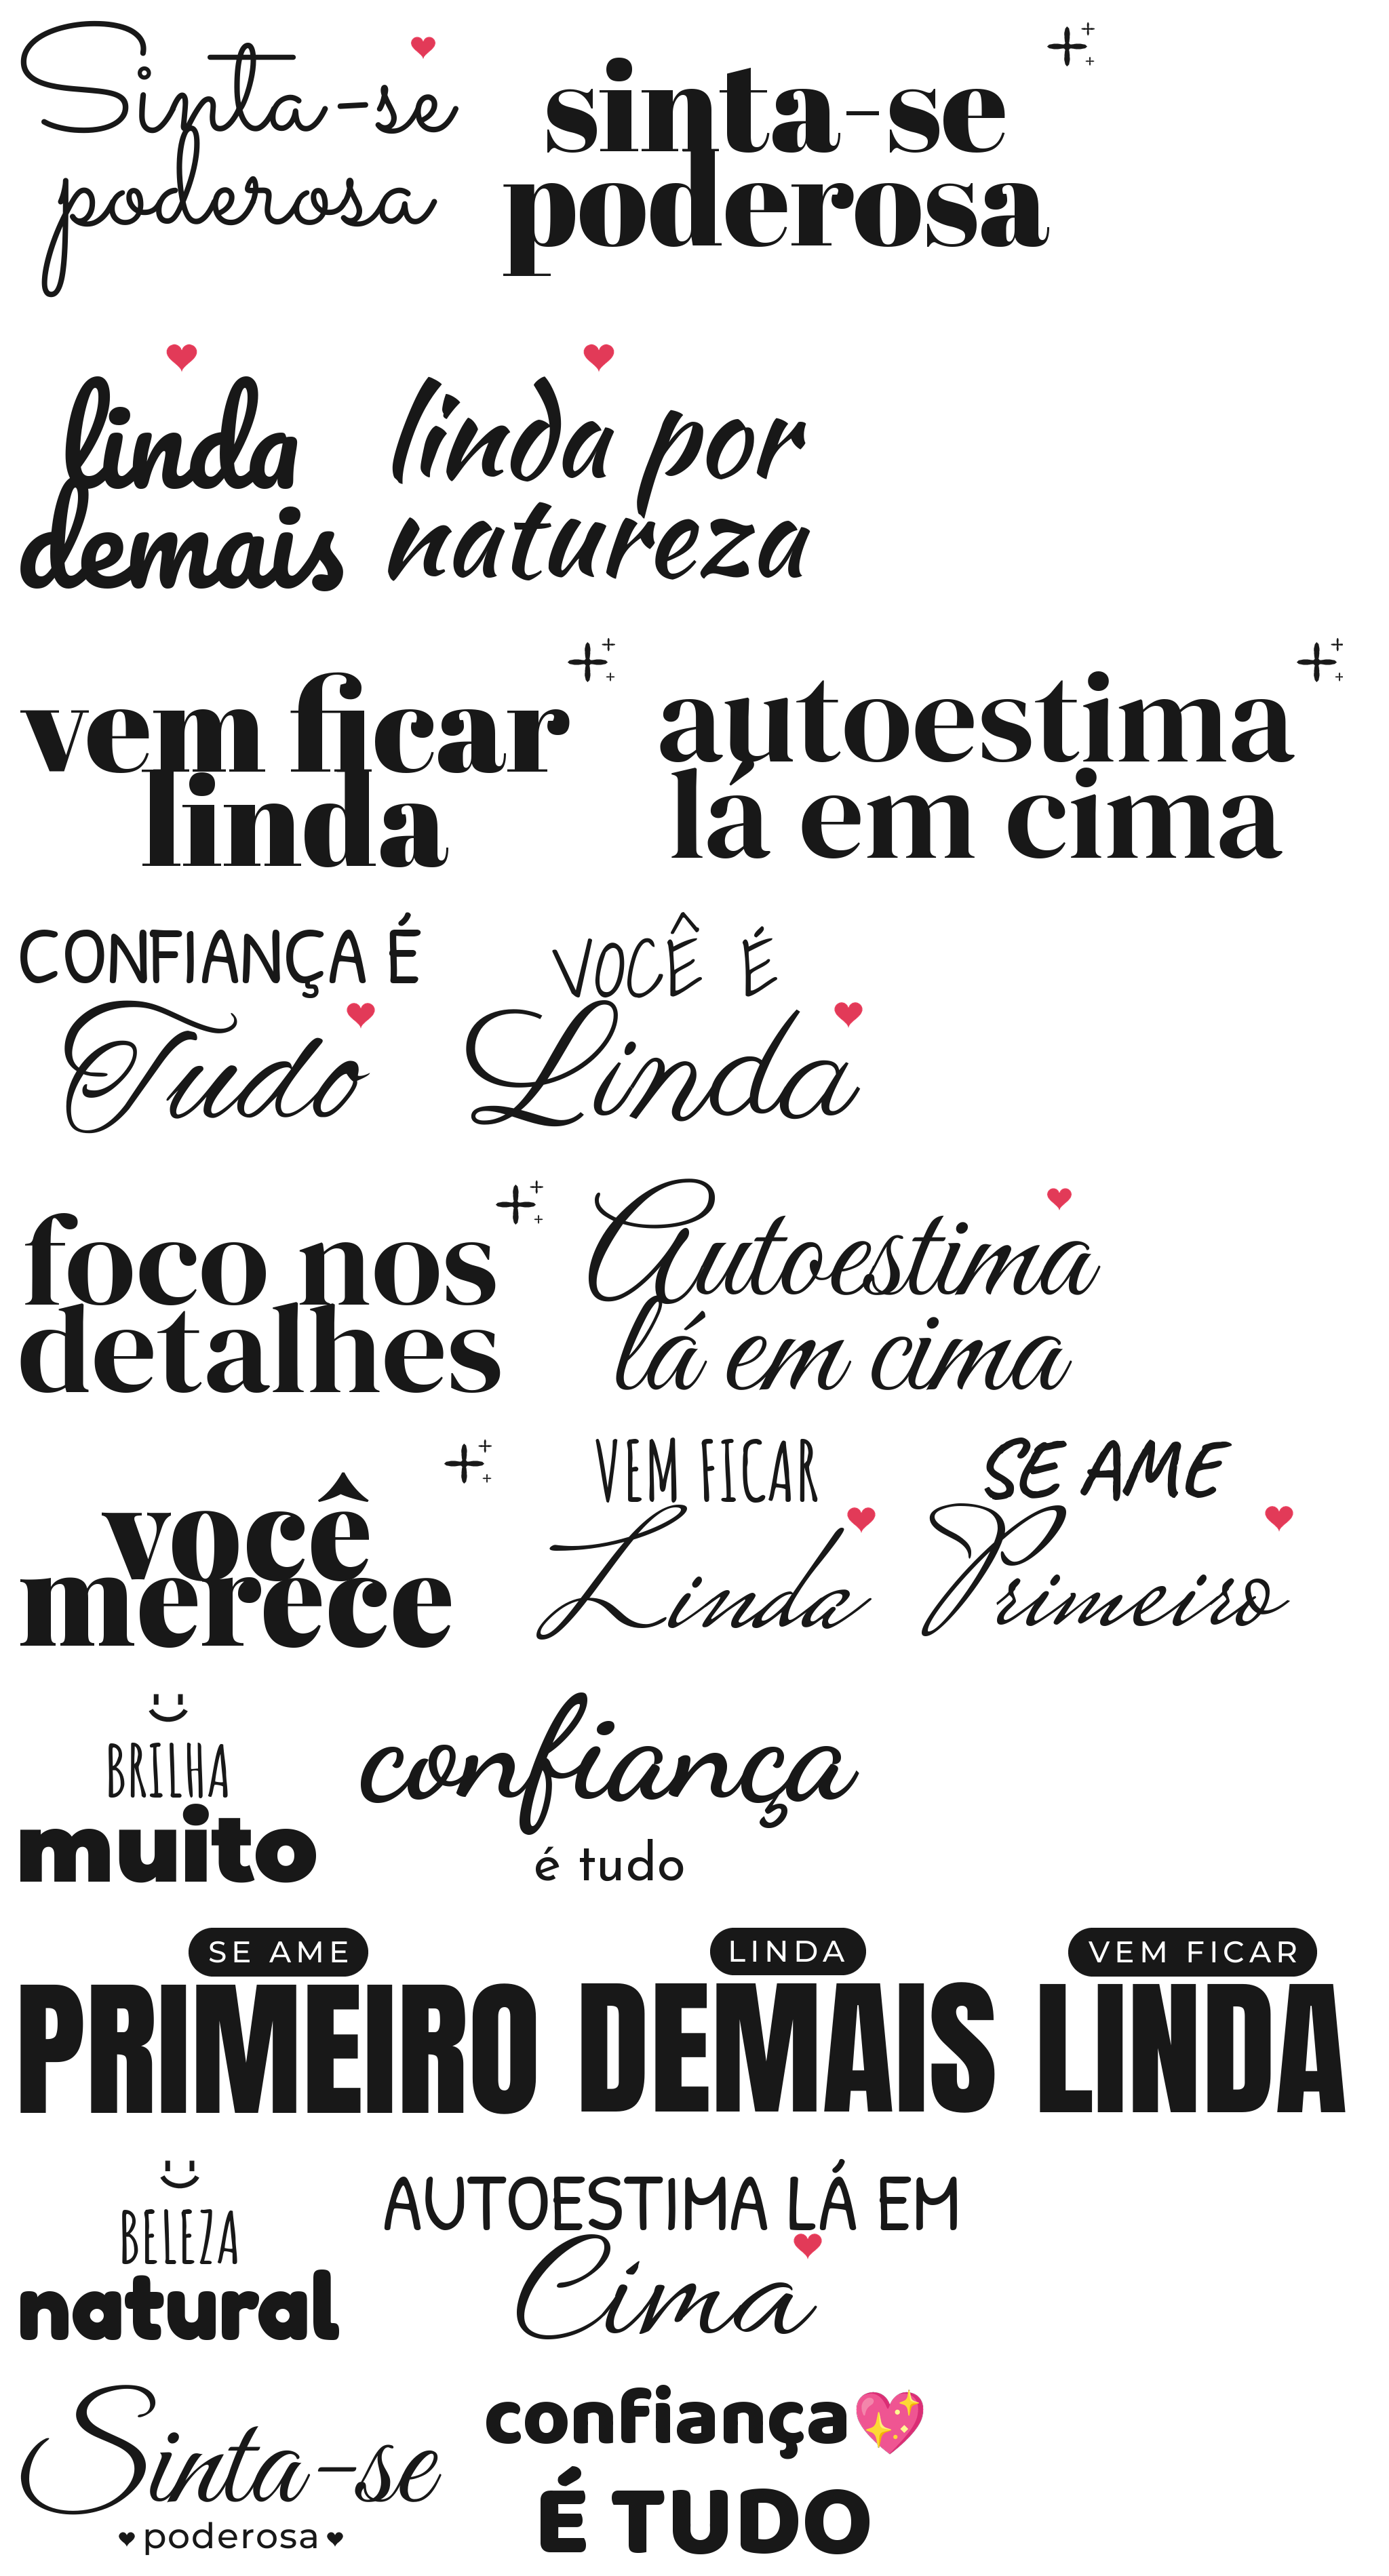 Sinta-se
poderosa
sinta-se
poderosa
linda
demais
linda por
natureza
vem ficar
linda
autoestima
lá em cima
CONFIANÇA É
Tudo
VOCÊ É
Linda
foco nos
detalhes
Autoestima
lá em cima
você
merece
VEM FICAR
Linda
SE AME
Primeiro
BRILHA
muito
confiança
é tudo
SE AME
PRIMEIRO
LINDA
DEMAIS
VEM FICAR
LINDA
BELEZA
natural
AUTOESTIMA LÁ EM
Cima
Sinta-se
poderosa
confiança
É TUDO